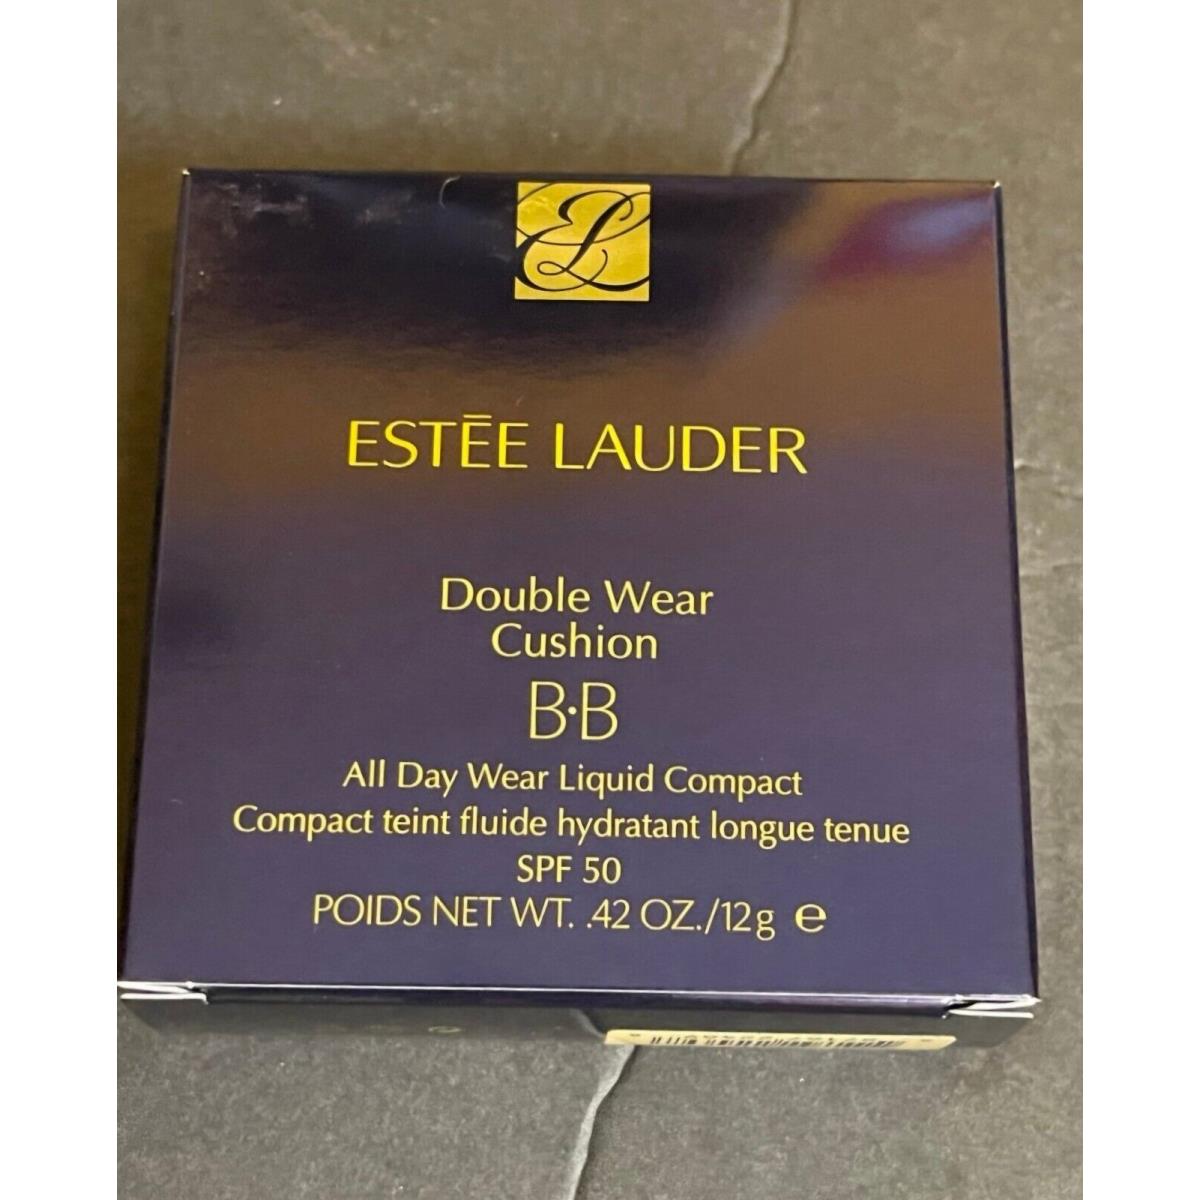 EL
ESTĒE LAUDER
Double Wear
Cushion
B·B
All Day Wear Liquid Compact
Compact teint fluide hydratant longue tenue
SPF 50
POIDS NET WT. .42 OZ./12g ℮